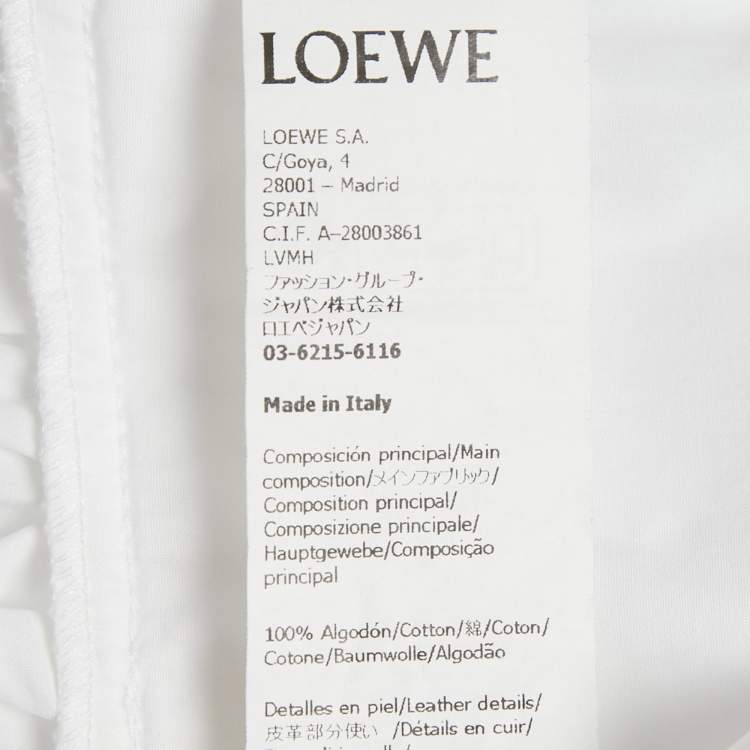 LOEWE
LOEWE S.A.
C/Goya, 4
28001 – Madrid
SPAIN
C.I.F. A–28003861
LVMH
ファッション・グループ・
ジャパン株式会社
ロエベジャパン
03-6215-6116
Made in Italy
Composición principal/Main
composition/メインファブリック/
Composition principal/
Composizione principale/
Hauptgewebe/Composição
principal
100% Algodón/Cotton/綿/Coton/
Cotone/Baumwolle/Algodão
Detalles en piel/Leather details/
皮革部分使い /Détails en cuir/